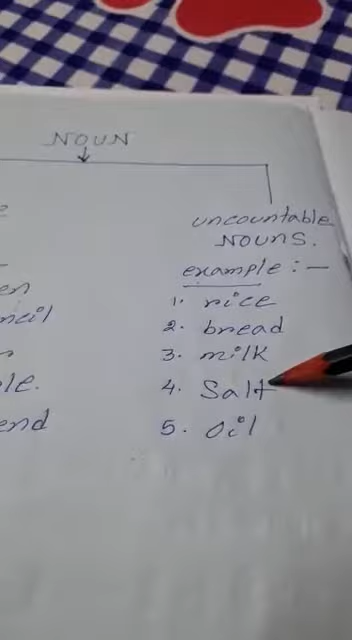 NOUN
uncountable
NOUNS.
example :-
1. rice
2. bread
3. milk
4. Salt
5. Oil